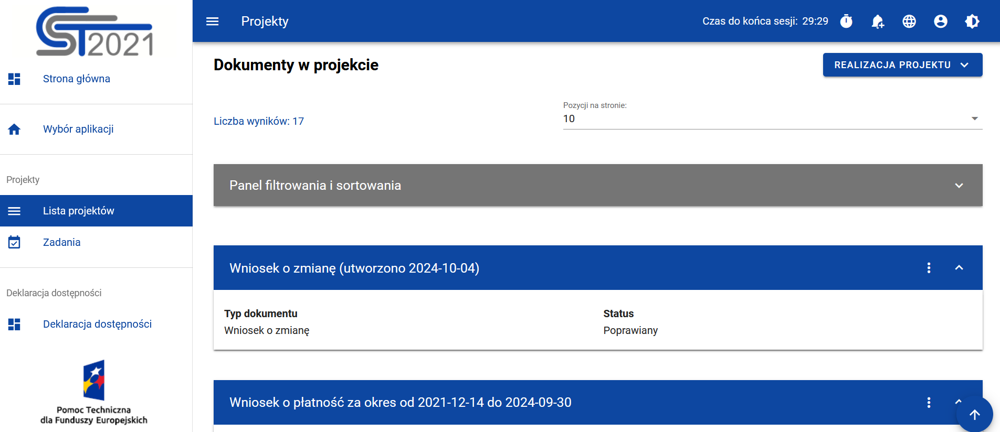 CST2021
Strona główna
Wybór aplikacji
Projekty
Lista projektów
Zadania
Deklaracja dostępności
Deklaracja dostępności
Pomoc Techniczna
dla Funduszy Europejskich
Projekty
Czas do końca sesji: 29:29
Dokumenty w projekcie
REALIZACJA PROJEKTU
Liczba wyników: 17
Pozycji na stronie:
10
Panel filtrowania i sortowania
Wniosek o zmianę (utworzono 2024-10-04)
Typ dokumentu
Wniosek o zmianę
Status
Poprawiany
Wniosek o płatność za okres od 2021-12-14 do 2024-09-30